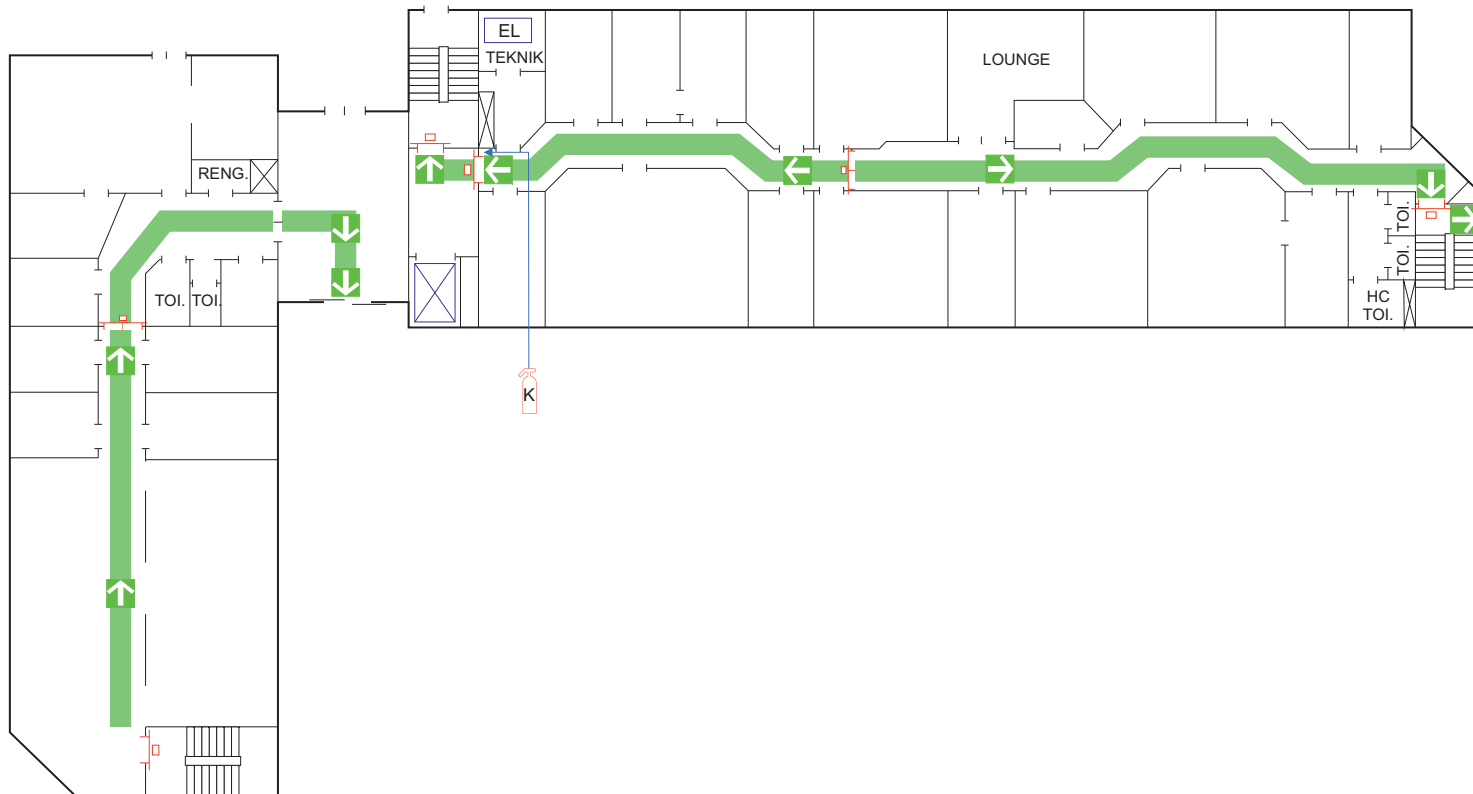 EL
TEKNIK
LOUNGE
RENG.
TOI.
TOI.
TOI.
TOI.
HC
TOI.
K